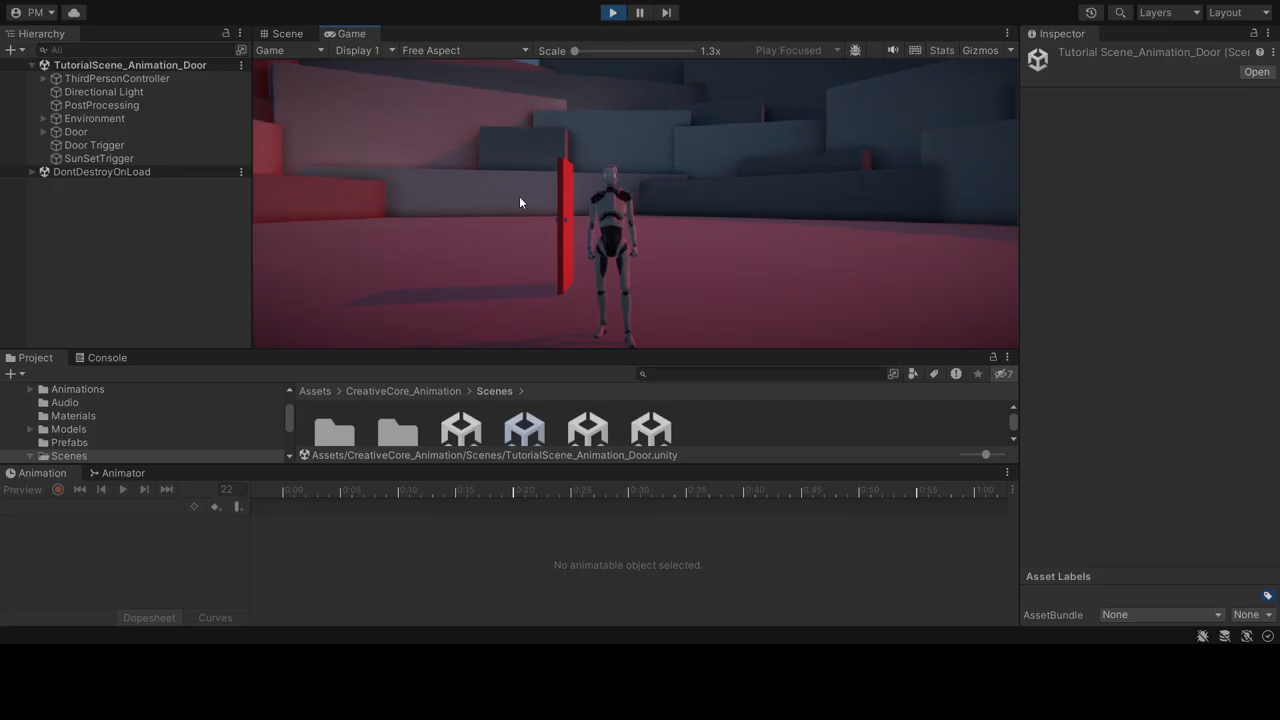 PM
Layers
Layout
Hierarchy
Scene
Game
Inspector
All
Game
Display 1
Free Aspect
Scale
1.3x
Play Focused
Stats
Gizmos
Tutorial Scene_Animation_Door (Scer
Open
TutorialScene_Animation_Door
ThirdPersonController
Directional Light
PostProcessing
Environment
Door
Door Trigger
SunSetTrigger
DontDestroyOnLoad
Project
Console
7
Animations
Audio
Materials
Models
Prefabs
Scenes
Assets > CreativeCore_Animation > Scenes >
Assets/CreativeCore_Animation/Scenes/TutorialScene_Animation_Door.unity
Animation
Animator
Preview
22
0:00 0:05 0:10 0:15 0:20 0:25 0:30 0:35 0:40 0:45 0:50 0:55 1:00
No animatable object selected.
Dopesheet
Curves
Asset Labels
AssetBundle
None
None